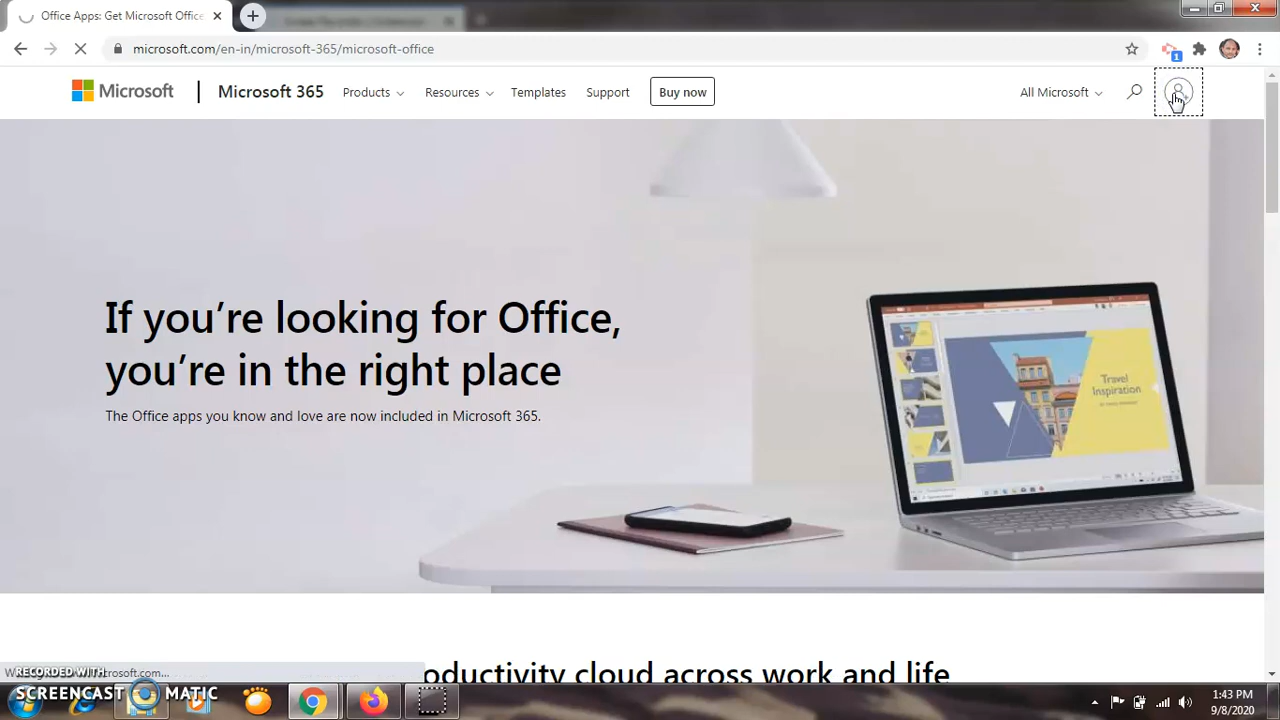 Office Apps: Get Microsoft Office
microsoft.com/en-in/microsoft-365/microsoft-office
1
Microsoft
Microsoft 365
Products
Resources
Templates
Support
Buy now
All Microsoft
If you're looking for Office,
you're in the right place
The Office apps you know and love are now included in Microsoft 365.
Travel
Inspiration
oductivity cloud across work and life
RECORDED WITH
SCREENCAST MATIC
1:43 PM
9/8/2020